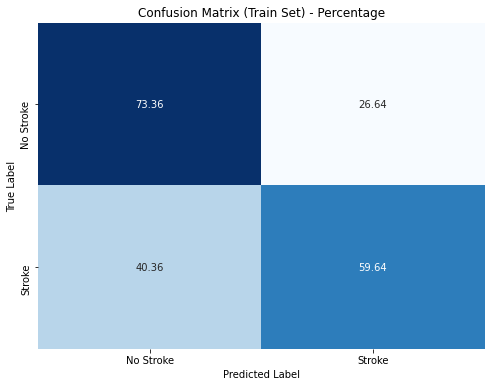 Confusion Matrix (Train Set) - Percentage
True Label
No Stroke
73.36
26.64
Stroke
40.36
59.64
No Stroke
Stroke
Predicted Label